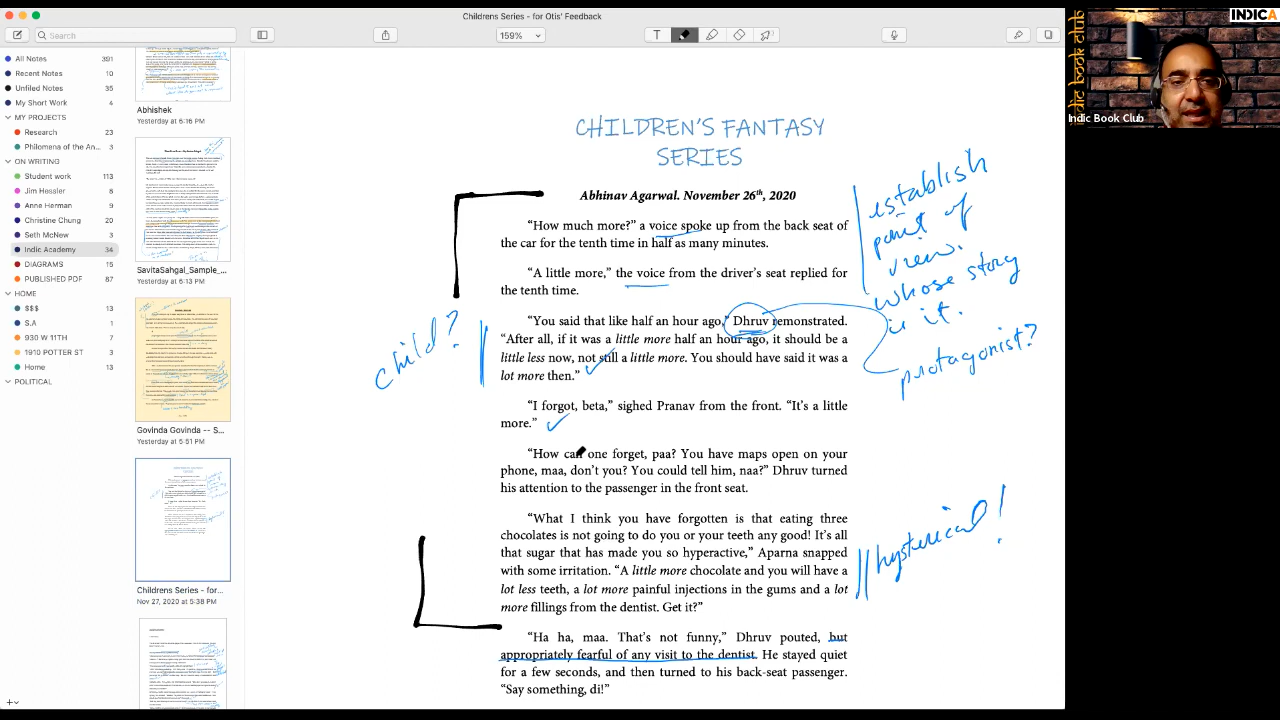 Childrens Series - for Otis' Feedback
Search
159%
T
INDICA
indic book club
Indic Book Club
All Notes 391
Recent Notes 10
Unfiled Notes 35
My Short Work 6
MY PROJECTS
Research 23
Philomena of the An... 2
ON WRITING
Student work 113
Jim Hessler 8
Anne Herman 9
Christine Chung 20
Seth McNew 3
Indic Academy 34
DIAGRAMS 15
PUBLISHED PDF 87
HOME
$$$ 5
S.A 1
930 W 11TH 7
1910 POTTER ST 4
Home 13
POLITICAL
Abhishek
Yesterday at 6:16 PM
SavitaSahgal_Sample_...
Yesterday at 6:13 PM
Govinda Govinda -- S...
Yesterday at 5:51 PM
Childrens Series - for...
Nov 27, 2020 at 5:38 PM
CHILDREN'S FANTASY
SERIES
Annuay Agarwal. November 26th, 2020
“How much more?” a voice spoke up from the back seat of
the car for the tenth time in half as many minutes.
“A little more,” the voice from the driver’s seat replied for
the tenth time.
“You said that like half an hour ago,” Dhruv remonstrated.
“After all, if it was a little more half an hour ago, it should be a
little less now, not still a little more. You should have said it was a
lot more then.”
“I forgot, beta,” sighed Pranav from the front. “It’s a little
more.”
“How can one forget, paa? You have maps open on your
phone, maa, don’t you? You could tell him, naa?” Dhruv turned
his attention to the passenger in the front seat.
“What I think you have forgotten is that having three
chocolates is not going to do you or your teeth any good! It’s all
that sugar that has made you so hyperactive,” Aparna snapped
with some irritation. “A little more chocolate and you will have a
lot less teeth, a lot more painful injections in the gums and a lot
more fillings from the dentist. Get it?”
“Ha ha, maa. That’s not funny,” Dhruv pouted, but
appropriately fearful of any visit to the dentist. He stayed quiet
for a few seconds, and then turned to his back-seat passenger.
“Say something, di!”
establish
point of
view.
whose story
is it.
protagonist?
child?
hysterical!